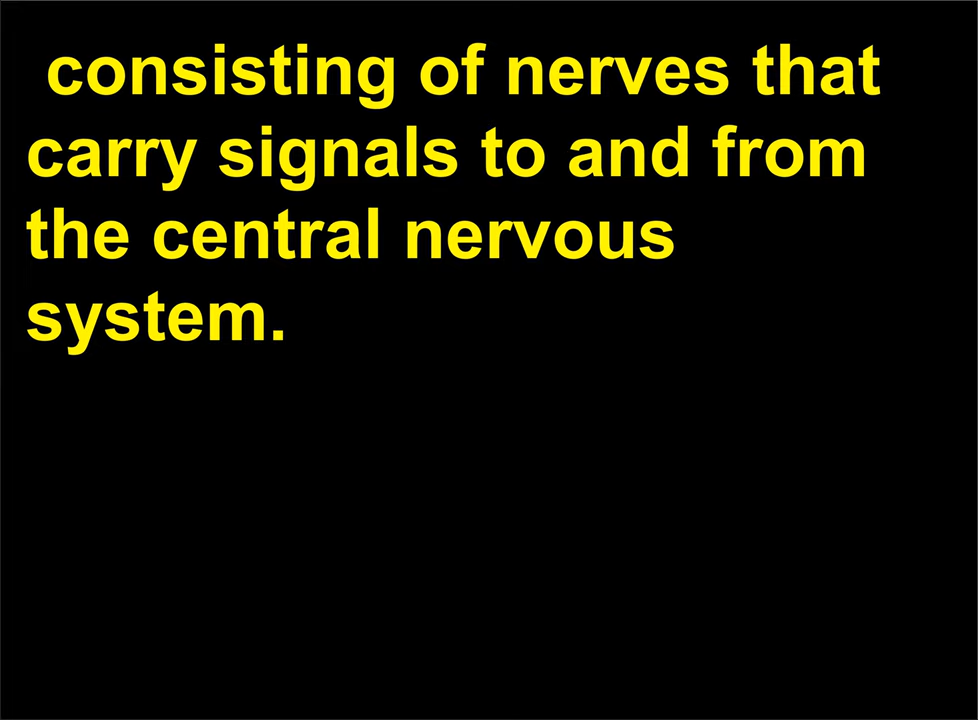 consisting of nerves that
carry signals to and from
the central nervous
system.